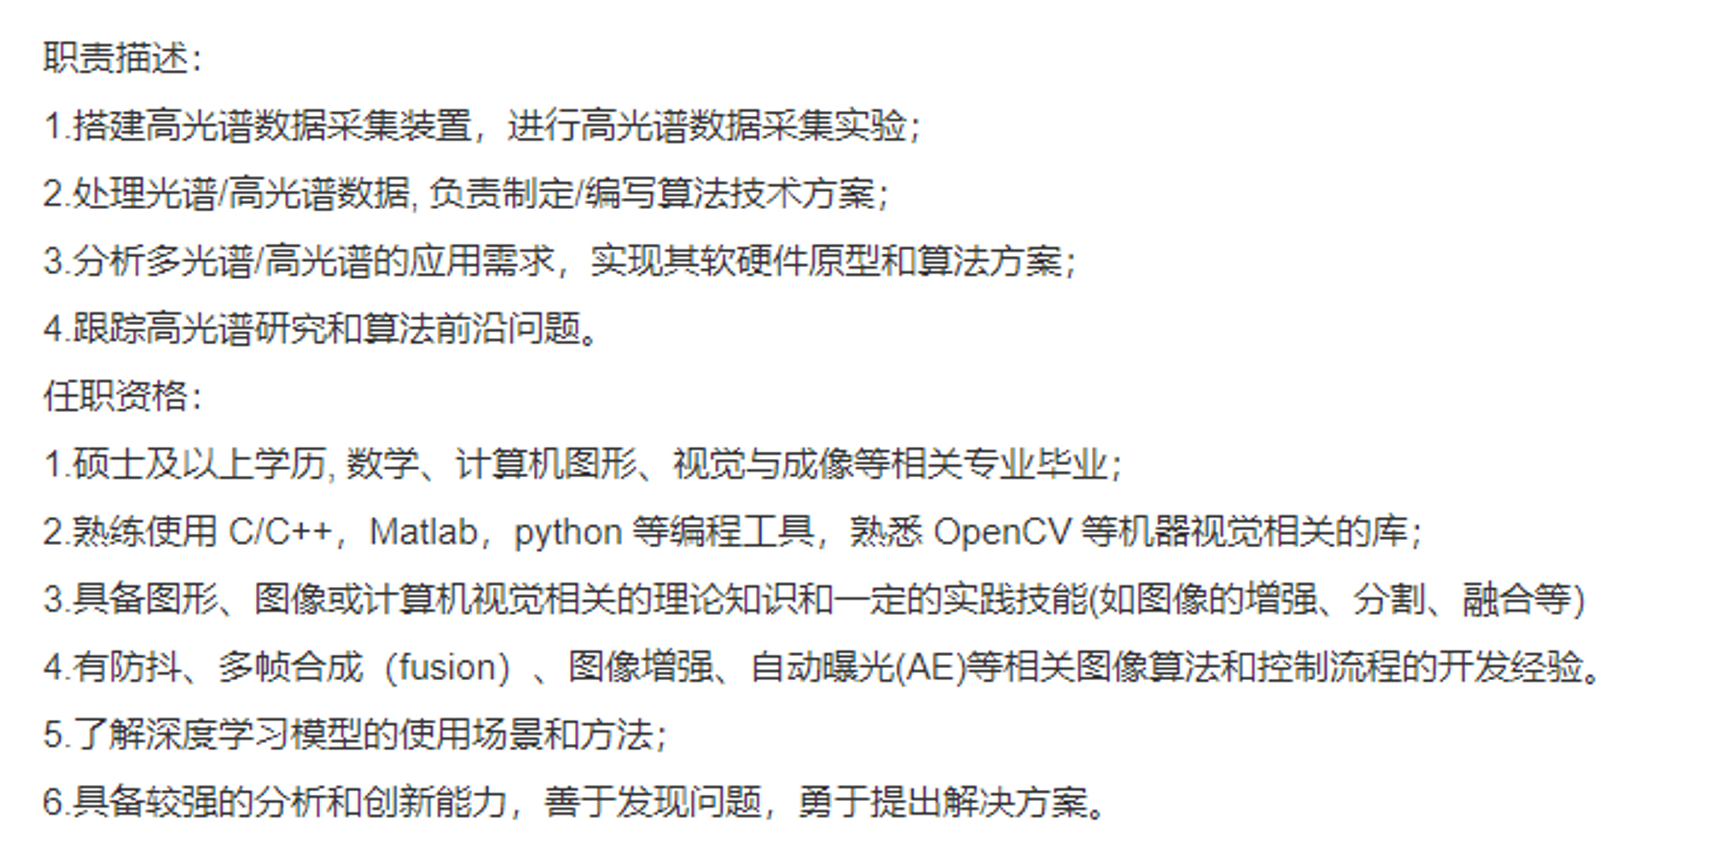 职责描述：
1.搭建高光谱数据采集装置，进行高光谱数据采集实验；
2.处理光谱/高光谱数据, 负责制定/编写算法技术方案；
3.分析多光谱/高光谱的应用需求，实现其软硬件原型和算法方案；
4.跟踪高光谱研究和算法前沿问题。
任职资格：
1.硕士及以上学历, 数学、计算机图形、视觉与成像等相关专业毕业；
2.熟练使用 C/C++，Matlab，python 等编程工具，熟悉 OpenCV 等机器视觉相关的库；
3.具备图形、图像或计算机视觉相关的理论知识和一定的实践技能(如图像的增强、分割、融合等)
4.有防抖、多帧合成（fusion）、图像增强、自动曝光(AE)等相关图像算法和控制流程的开发经验。
5.了解深度学习模型的使用场景和方法；
6.具备较强的分析和创新能力，善于发现问题，勇于提出解决方案。